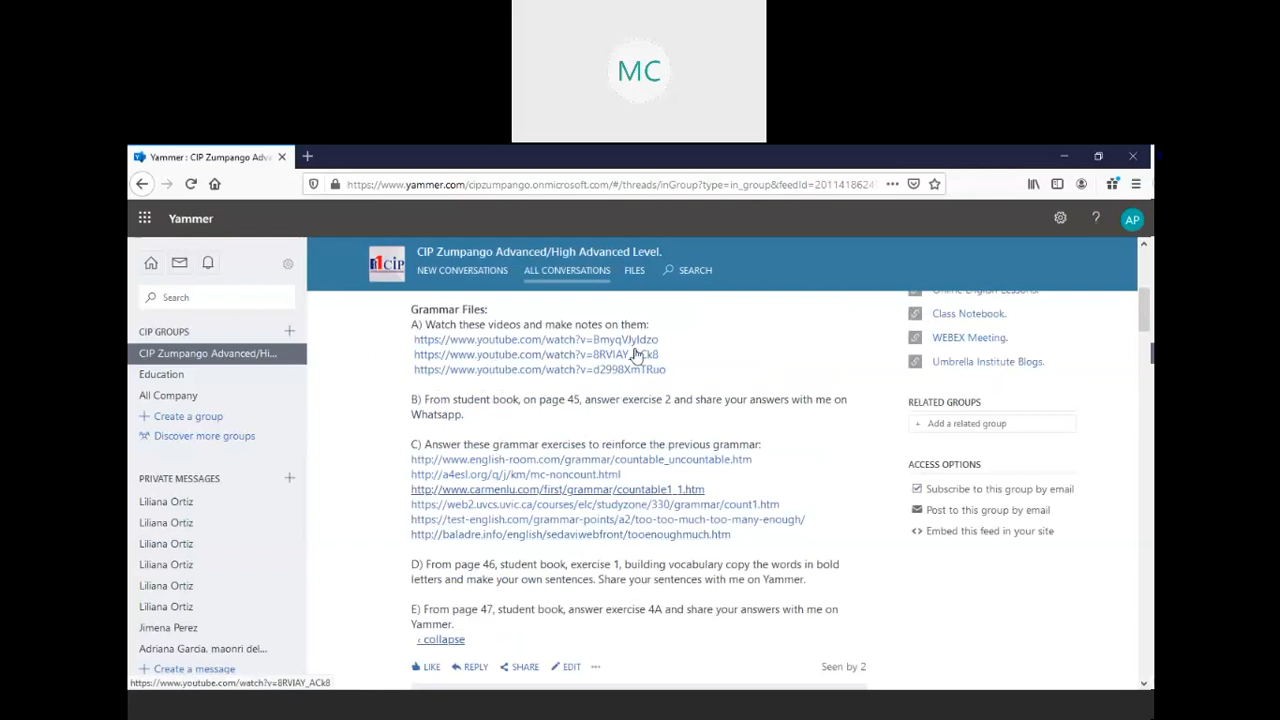 MC
Yammer : CIP Zumpango Adva
https://www.yammer.com/cipzumpango.onmicrosoft.com/#/threads/inGroup?type=in_group&feedId=2011418624
Yammer
AP
CIP Zumpango Advanced/High Advanced Level.
NEW CONVERSATIONS ALL CONVERSATIONS FILES SEARCH
1CIP
Search
CIP GROUPS
CIP Zumpango Advanced/Hi...
Education
All Company
+ Create a group
Discover more groups
PRIVATE MESSAGES
Liliana Ortiz
Liliana Ortiz
Liliana Ortiz
Liliana Ortiz
Liliana Ortiz
Liliana Ortiz
Jimena Perez
Adriana Garcia. maonri del...
+ Create a message
https://www.youtube.com/watch?v=8RVIAY_ACk8
Grammar Files:
A) Watch these videos and make notes on them:
https://www.youtube.com/watch?v=BmyqVJyIdzo
https://www.youtube.com/watch?v=8RVIAY_ACk8
https://www.youtube.com/watch?v=d2998XmTRuo
B) From student book, on page 45, answer exercise 2 and share your answers with me on
Whatsapp.
C) Answer these grammar exercises to reinforce the previous grammar:
http://www.english-room.com/grammar/countable_uncountable.htm
http://a4esl.org/q/j/km/mc-noncount.html
http://www.carmenlu.com/first/grammar/countable1_1.htm
https://web2.uvcs.uvic.ca/courses/elc/studyzone/330/grammar/count1.htm
https://test-english.com/grammar-points/a2/too-too-much-too-many-enough/
http://baladre.info/english/sedaviwebfront/tooenoughmuch.htm
D) From page 46, student book, exercise 1, building vocabulary copy the words in bold
letters and make your own sentences. Share your sentences with me on Yammer.
E) From page 47, student book, answer exercise 4A and share your answers with me on
Yammer.
‹ collapse
LIKE REPLY SHARE EDIT ••• Seen by 2
Online English Lessons.
Class Notebook.
WEBEX Meeting.
Umbrella Institute Blogs.
RELATED GROUPS
+ Add a related group
ACCESS OPTIONS
Subscribe to this group by email
Post to this group by email
Embed this feed in your site